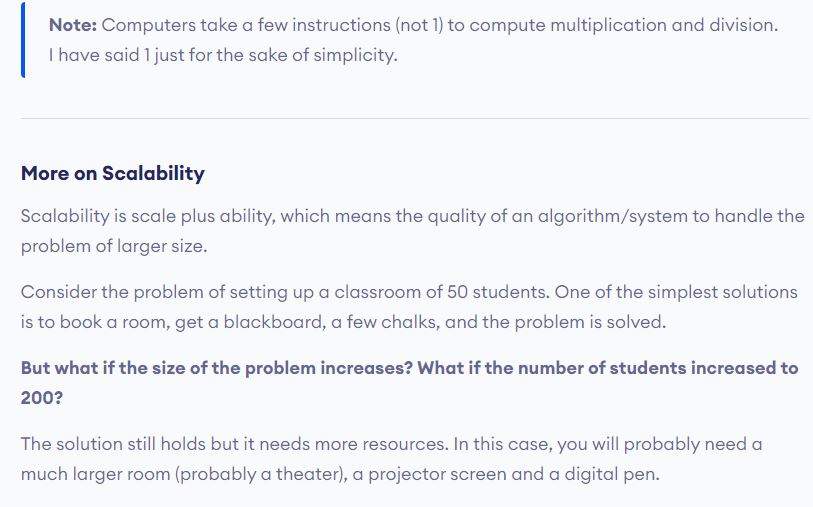 Note: Computers take a few instructions (not 1) to compute multiplication and division.
I have said 1 just for the sake of simplicity.
More on Scalability
Scalability is scale plus ability, which means the quality of an algorithm/system to handle the
problem of larger size.
Consider the problem of setting up a classroom of 50 students. One of the simplest solutions
is to book a room, get a blackboard, a few chalks, and the problem is solved.
But what if the size of the problem increases? What if the number of students increased to
200?
The solution still holds but it needs more resources. In this case, you will probably need a
much larger room (probably a theater), a projector screen and a digital pen.